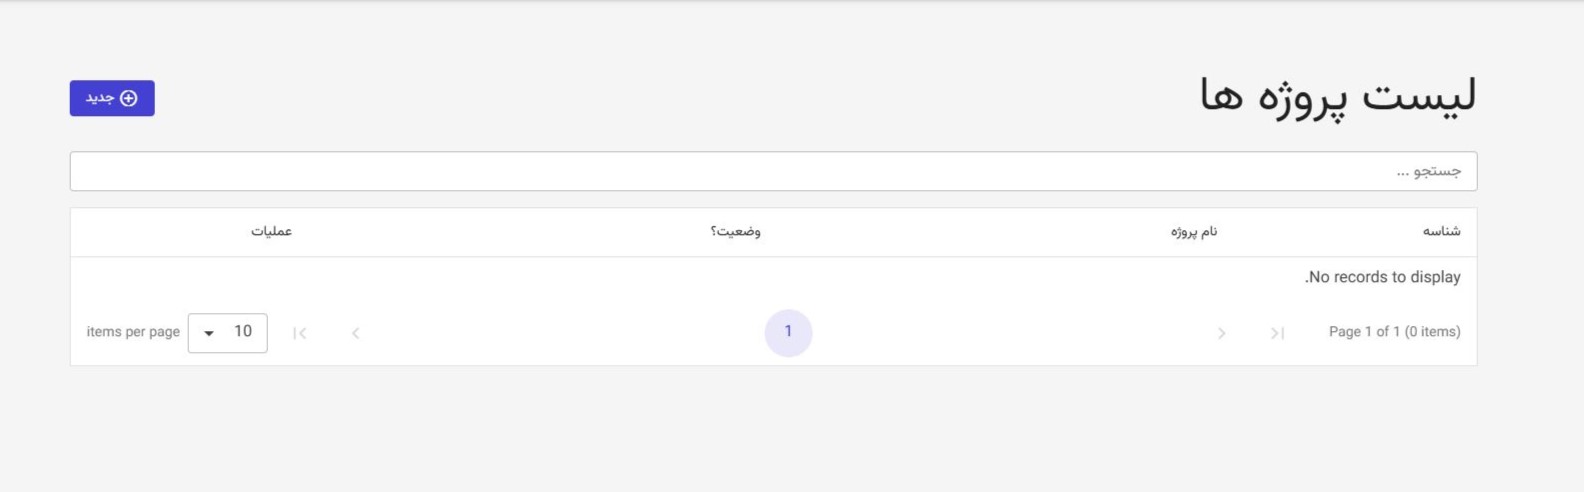 لیست پروژه ها
جدید
جستجو ...
شناسه نام پروژه وضعیت؟ عملیات
.No records to display
Page 1 of 1 (0 items) 1 10 items per page